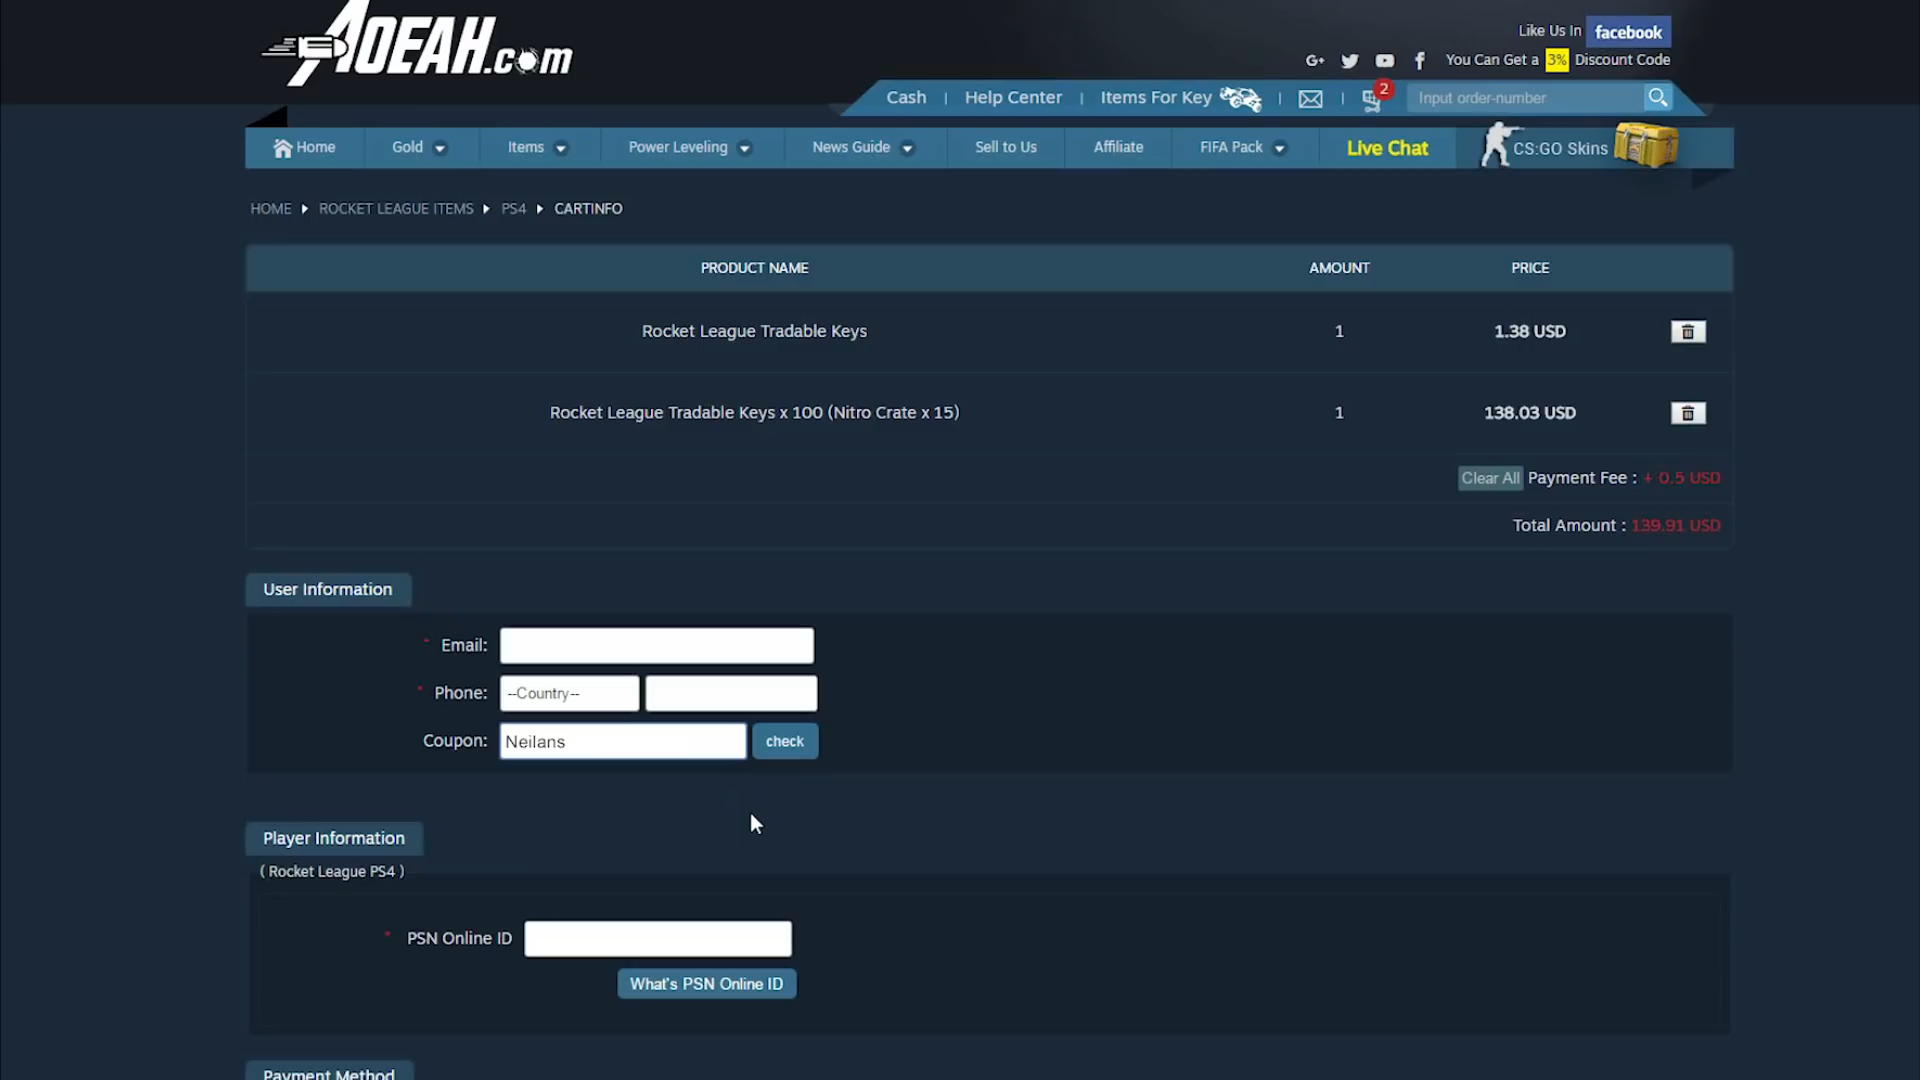 AOEAH.com
Like Us In facebook
You Can Get a 3% Discount Code
Cash | Help Center | Items For Key | | 2 Input order-number
Home Gold Items Power Leveling News Guide Sell to Us Affiliate FIFA Pack Live Chat CS:GO Skins
HOME ROCKET LEAGUE ITEMS PS4 CARTINFO
PRODUCT NAME AMOUNT PRICE
Rocket League Tradable Keys 1 1.38 USD
Rocket League Tradable Keys x 100 (Nitro Crate x 15) 1 138.03 USD
Clear All Payment Fee : + 0.5 USD
Total Amount : 139.91 USD
User Information
* Email:
* Phone: --Country--
Coupon: Neilans check
Player Information
( Rocket League PS4 )
* PSN Online ID
What's PSN Online ID
Payment Method